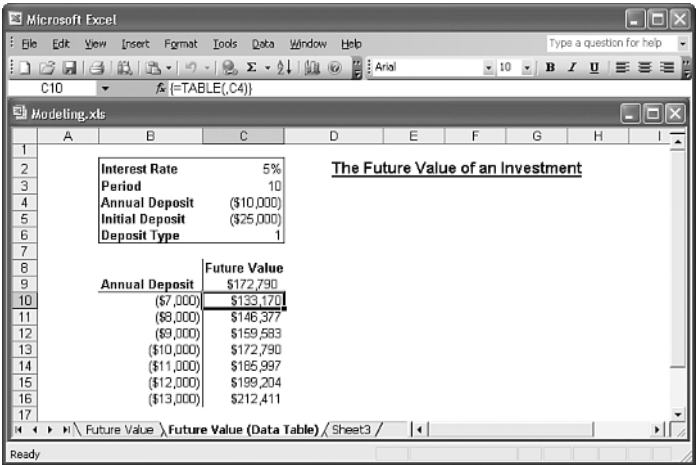 Microsoft Excel
File Edit View Insert Format Tools Data Window Help Type a question for help
Arial 10 B I U
C10 fx {=TABLE(,C4)}
Modeling.xls
A B C D E F G H I
1
2 Interest Rate 5% The Future Value of an Investment
3 Period 10
4 Annual Deposit ($10,000)
5 Initial Deposit ($25,000)
6 Deposit Type 1
7
8 Future Value
9 Annual Deposit $172,790
10 ($7,000) $133,170
11 ($8,000) $146,377
12 ($9,000) $159,583
13 ($10,000) $172,790
14 ($11,000) $185,997
15 ($12,000) $199,204
16 ($13,000) $212,411
17
Future Value Future Value (Data Table) Sheet3
Ready